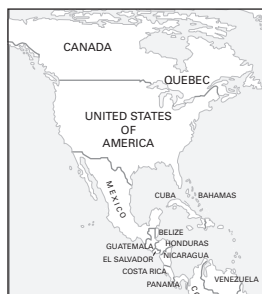 CANADA
QUEBEC
UNITED STATES
OF
AMERICA
MEXICO
CUBA
BAHAMAS
BELIZE
GUATEMALA
HONDURAS
EL SALVADOR
NICARAGUA
COSTA RICA
PANAMA
VENEZUELA